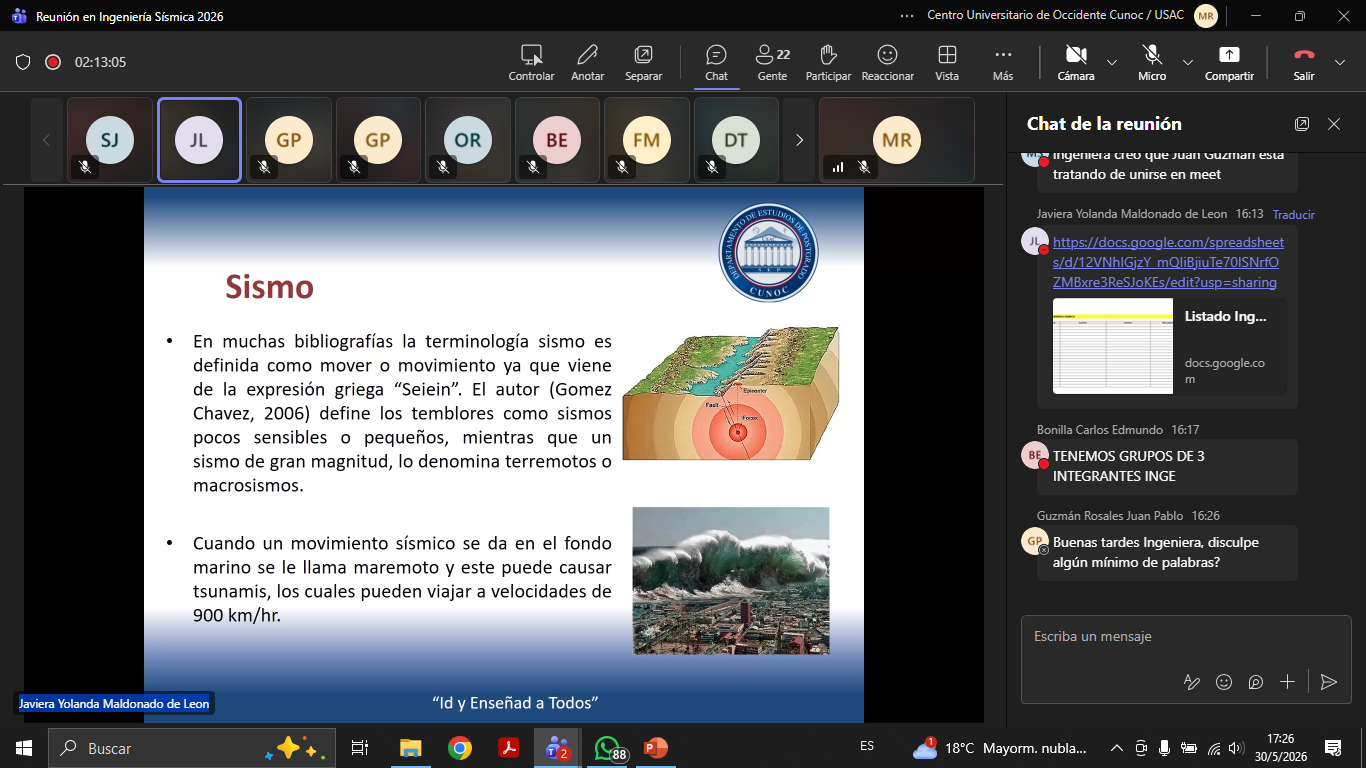 Reunión en Ingeniería Sísmica 2026
Centro Universitario de Occidente Cunoc / USAC
MR
02:13:05
Controlar
Anotar
Separar
Chat
22
Gente
Participar
Reaccionar
Vista
Más
Cámara
Micro
Compartir
Salir
SJ
JL
GP
GP
OR
BE
FM
DT
MR
DEPARTAMENTO DE ESTUDIOS DE POSTGRADO
CUNOC
Sismo
• En muchas bibliografías la terminología sismo es
definida como mover o movimiento ya que viene
de la expresión griega “Seiein”. El autor (Gomez
Chavez, 2006) define los temblores como sismos
pocos sensibles o pequeños, mientras que un
sismo de gran magnitud, lo denomina terremotos o
macrosismos.
Epicenter
Fault
Focus
• Cuando un movimiento sísmico se da en el fondo
marino se le llama maremoto y este puede causar
tsunamis, los cuales pueden viajar a velocidades de
900 km/hr.
“Id y Enseñad a Todos”
Javiera Yolanda Maldonado de Leon
Chat de la reunión
Ingeniera creo que Juan Guzmán está
tratando de unirse en meet
Javiera Yolanda Maldonado de Leon 16:13 Traducir
JL
https://docs.google.com/spreadsheet
s/d/12VNhIGjzY_mQliBjiuTe70ISNrfO
ZMBxre3ReSJoKEs/edit?usp=sharing
Listado Ing...
docs.google.co
m
Bonilla Carlos Edmundo 16:17
BE
TENEMOS GRUPOS DE 3
INTEGRANTES INGE
Guzmán Rosales Juan Pablo 16:26
GP
Buenas tardes Ingeniera, disculpe
algún mínimo de palabras?
Escriba un mensaje
Buscar
2
88
ES
1
18°C Mayorm. nubla...
17:26
30/5/2026